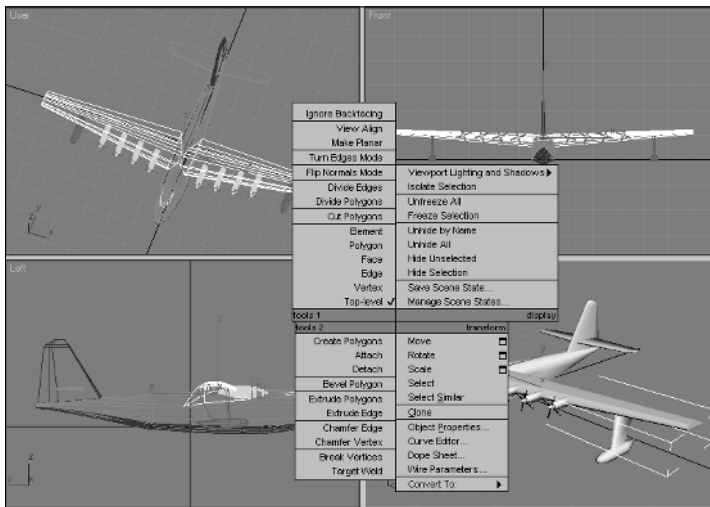 User
Front
Ignore Backfacing
View Align
Make Planar
Turn Edges Mode
Flip Normals Mode
Divide Edges
Divide Polygons
Cut Polygons
Element
Polygon
Face
Edge
Vertex
Top-level
tools 1
Viewport Lighting and Shadows
Isolate Selection
Unfreeze All
Freeze Selection
Unhide by Name
Unhide All
Hide Unselected
Hide Selection
Save Scene State...
Manage Scene States...
display
Left
tools 2
Create Polygons
Attach
Detach
Bevel Polygon
Extrude Polygons
Extrude Edge
Chamfer Edge
Chamfer Vertex
Break Vertices
Target Weld
transform
Move
Rotate
Scale
Select
Select Similar
Clone
Object Properties...
Curve Editor...
Dope Sheet...
Wire Parameters...
Convert To: